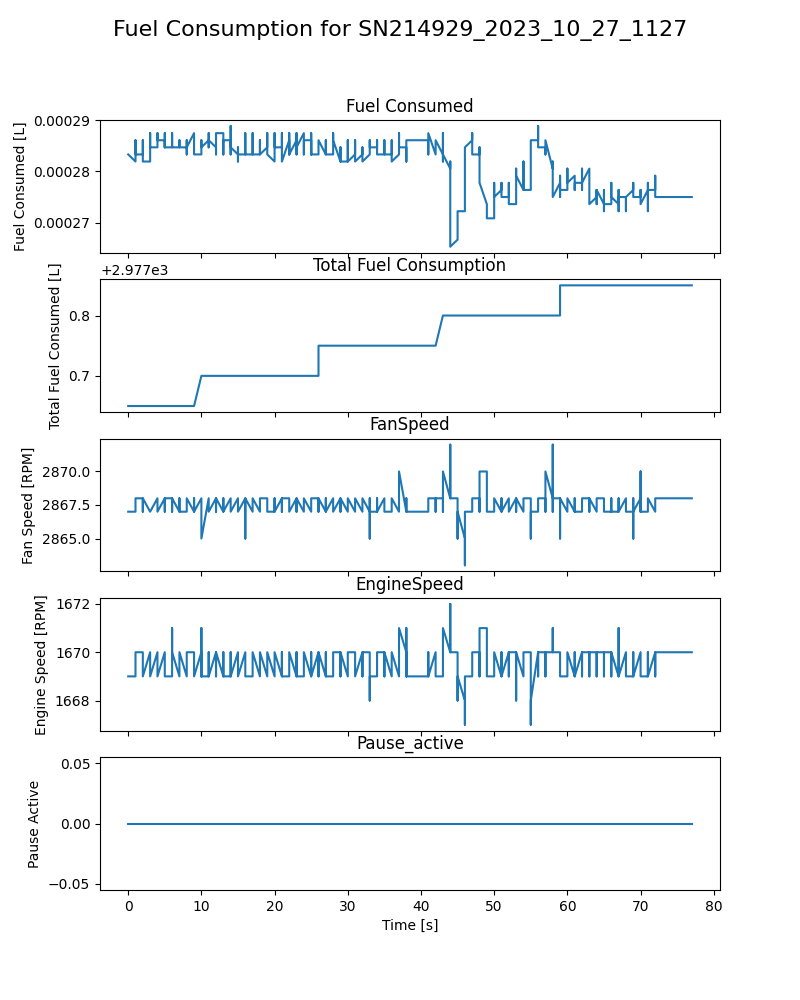 Fuel Consumption for SN214929_2023_10_27_1127
Fuel Consumed
0.00029
0.00028
0.00027
Fuel Consumed [L]
Total Fuel Consumption
+2.977e3
0.8
0.7
Total Fuel Consumed [L]
FanSpeed
2870.0
2867.5
2865.0
Fan Speed [RPM]
EngineSpeed
1672
1670
1668
Engine Speed [RPM]
Pause_active
0.05
0.00
−0.05
Pause Active
0 10 20 30 40 50 60 70 80
Time [s]